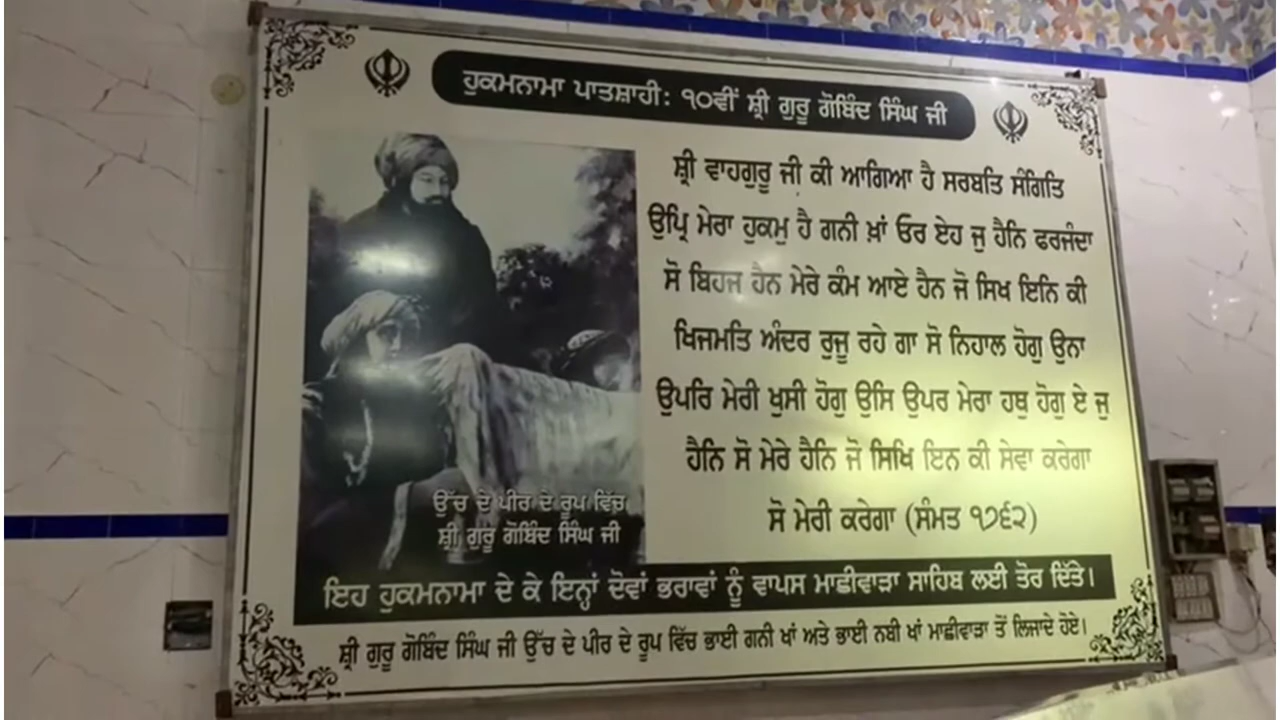 ਹੁਕਮਨਾਮਾ ਪਾਤਸ਼ਾਹੀ: ੧੦ਵੀਂ ਸ਼੍ਰੀ ਗੁਰੂ ਗੋਬਿੰਦ ਸਿੰਘ ਜੀ
ਸ਼੍ਰੀ ਵਾਹਗੁਰੂ ਜੀ ਕੀ ਆਗਿਆ ਹੈ ਸਰਬਤਿ ਸੰਗਿਤਿ
ਉਪ੍ਰਿ ਮੇਰਾ ਹੁਕਮੁ ਹੈ ਗਨੀ ਖ਼ਾਂ ਓਰ ਏਹ ਜੁ ਹੈਨਿ ਫਰਜੰਦਾ
ਸੋ ਬਿਹਜ ਹੈਨ ਮੇਰੇ ਕੰਮ ਆਏ ਹੈਨ ਜੋ ਸਿਖ ਇਨਿ ਕੀ
ਖਿਜਮਤਿ ਅੰਦਰ ਰੁਜੂ ਰਹੇ ਗਾ ਸੋ ਨਿਹਾਲ ਹੋਗੁ ਉਨਾ
ਉਪਰਿ ਮੇਰੀ ਖੁਸੀ ਹੋਗੁ ਉਸਿ ਉਪਰ ਮੇਰਾ ਹਥੁ ਹੋਗੁ ਏ ਜੁ
ਹੈਨਿ ਸੋ ਮੇਰੇ ਹੈਨਿ ਜੋ ਸਿਖਿ ਇਨ ਕੀ ਸੇਵਾ ਕਰੇਗਾ
ਸੋ ਮੇਰੀ ਕਰੇਗਾ (ਸੰਮਤ ੧੭੬੨)
ਉੱਚ ਦੇ ਪੀਰ ਦੇ ਰੂਪ ਵਿੱਚ
ਸ਼੍ਰੀ ਗੁਰੂ ਗੋਬਿੰਦ ਸਿੰਘ ਜੀ
ਇਹ ਹੁਕਮਨਾਮਾ ਦੇ ਕੇ ਇਨ੍ਹਾਂ ਦੋਵਾਂ ਭਰਾਵਾਂ ਨੂੰ ਵਾਪਸ ਮਾਛੀਵਾੜਾ ਸਾਹਿਬ ਲਈ ਤੋਰ ਦਿੱਤੇ।
ਸ਼੍ਰੀ ਗੁਰੂ ਗੋਬਿੰਦ ਸਿੰਘ ਜੀ ਉੱਚ ਦੇ ਪੀਰ ਦੇ ਰੂਪ ਵਿੱਚ ਭਾਈ ਗਨੀ ਖਾਂ ਅਤੇ ਭਾਈ ਨਬੀ ਖਾਂ ਮਾਛੀਵਾੜਾ ਤੋਂ ਲਿਜਾਦੇ ਹੋਏ।